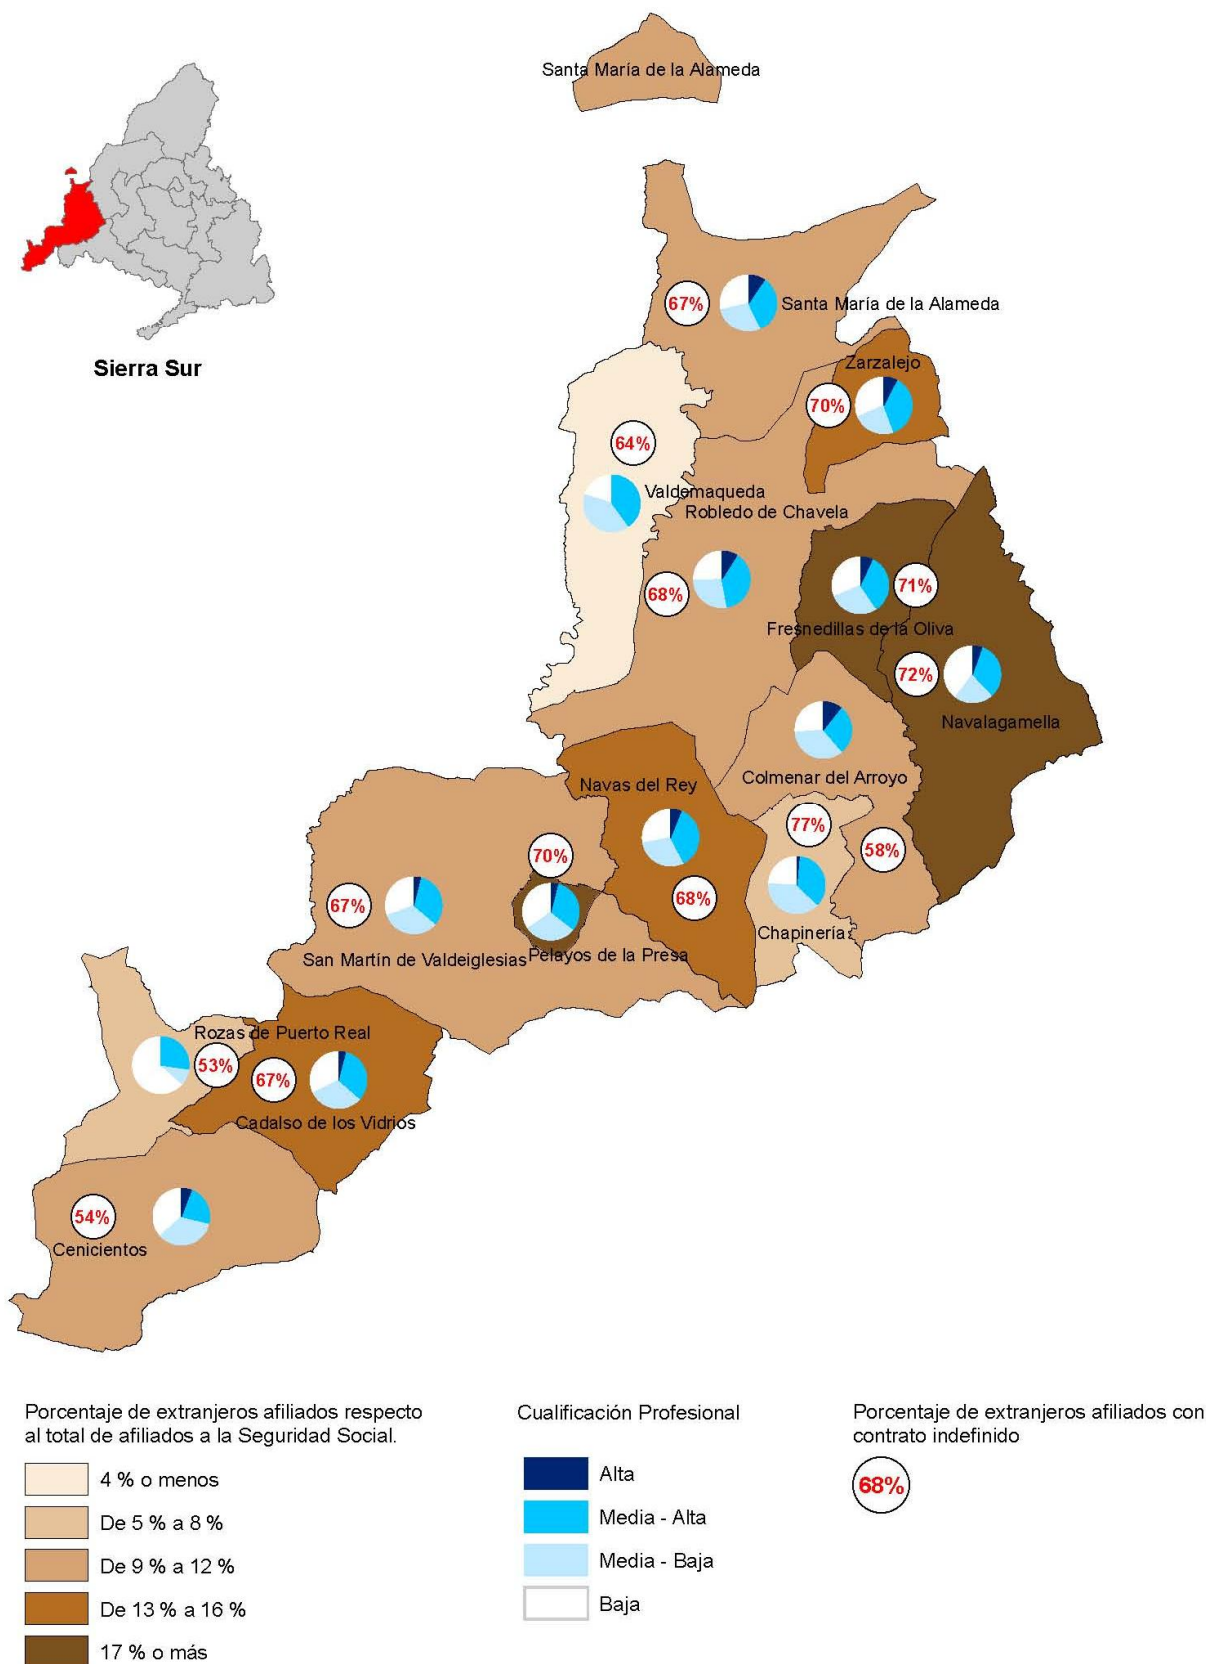 Santa María de la Alameda
Sierra Sur
67%
Santa María de la Alameda
Zarzalejo
70%
64%
Valdemaqueda
Robledo de Chavela
68%
71%
Fresnedillas de la Oliva
72%
Navalagamella
Colmenar del Arroyo
Navas del Rey
77%
58%
70%
67%
68%
Chapinería
San Martín de Valdeiglesias
Pelayos de la Presa
Rozas de Puerto Real
53%
67%
Cadalso de los Vidrios
54%
Cenicientos
Porcentaje de extranjeros afiliados respecto
al total de afiliados a la Seguridad Social.
4 % o menos
De 5 % a 8 %
De 9 % a 12 %
De 13 % a 16 %
17 % o más
Cualificación Profesional
Alta
Media - Alta
Media - Baja
Baja
Porcentaje de extranjeros afiliados con
contrato indefinido
68%